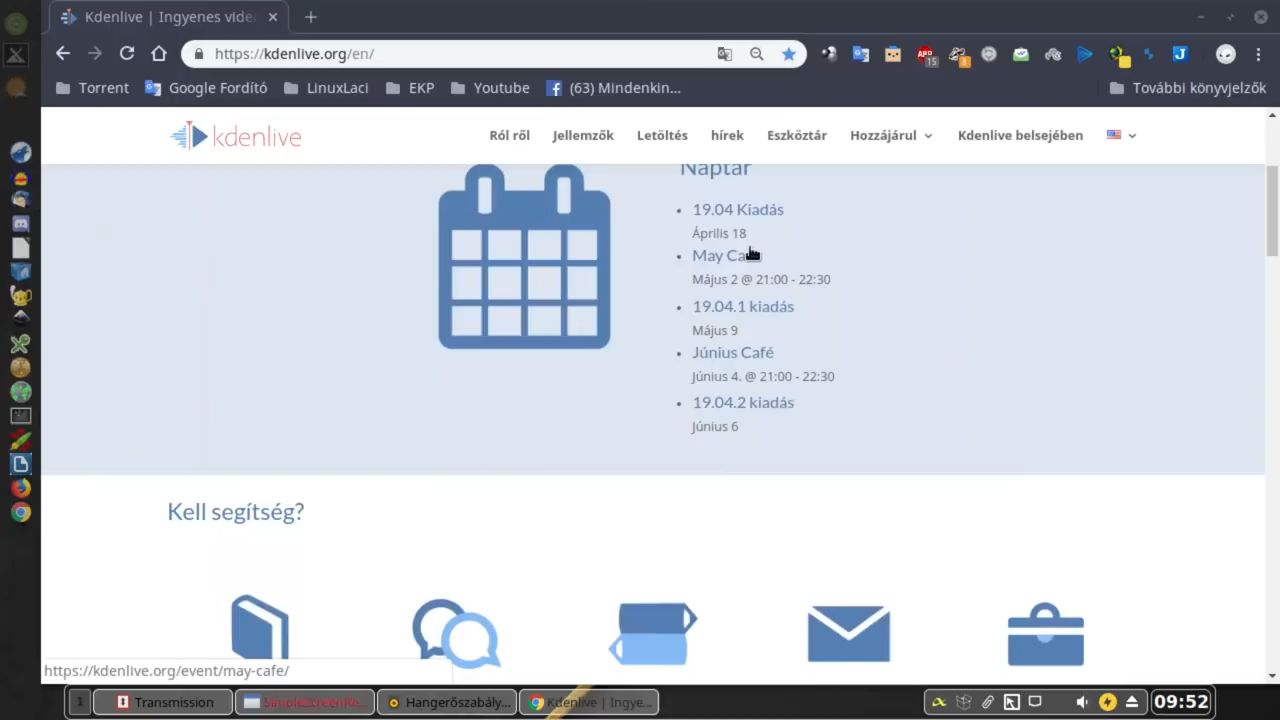 Kdenlive | Ingyenes vide
https://kdenlive.org/en/
15
Torrent
Google Fordító
LinuxLaci
EKP
Youtube
(63) Mindenkin...
További könyvjelzők
kdenlive
Ról ről
Jellemzők
Letöltés
hírek
Eszköztár
Hozzájárul
Kdenlive belsejében
Naptár
19.04 Kiadás
Április 18
May Ca
Május 2 @ 21:00 - 22:30
19.04.1 kiadás
Május 9
Június Café
Június 4. @ 21:00 - 22:30
19.04.2 kiadás
Június 6
Kell segítség?
https://kdenlive.org/event/may-cafe/
1
Transmission
SimpleScreenRe...
Hangerőszabály...
Kdenlive | Ingye...
09:52